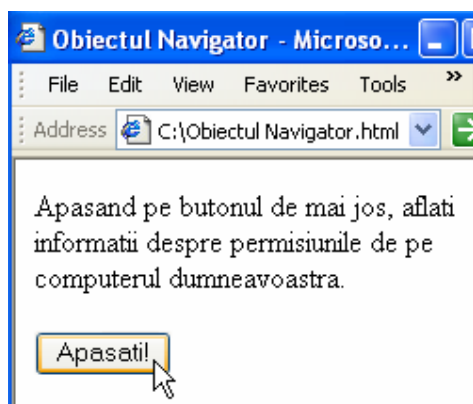 Obiectul Navigator - Microso...
File Edit View Favorites Tools »
Address C:\Obiectul Navigator.html
Apasand pe butonul de mai jos, aflati
informatii despre permisiunile de pe
computerul dumneavoastra.
Apasati!